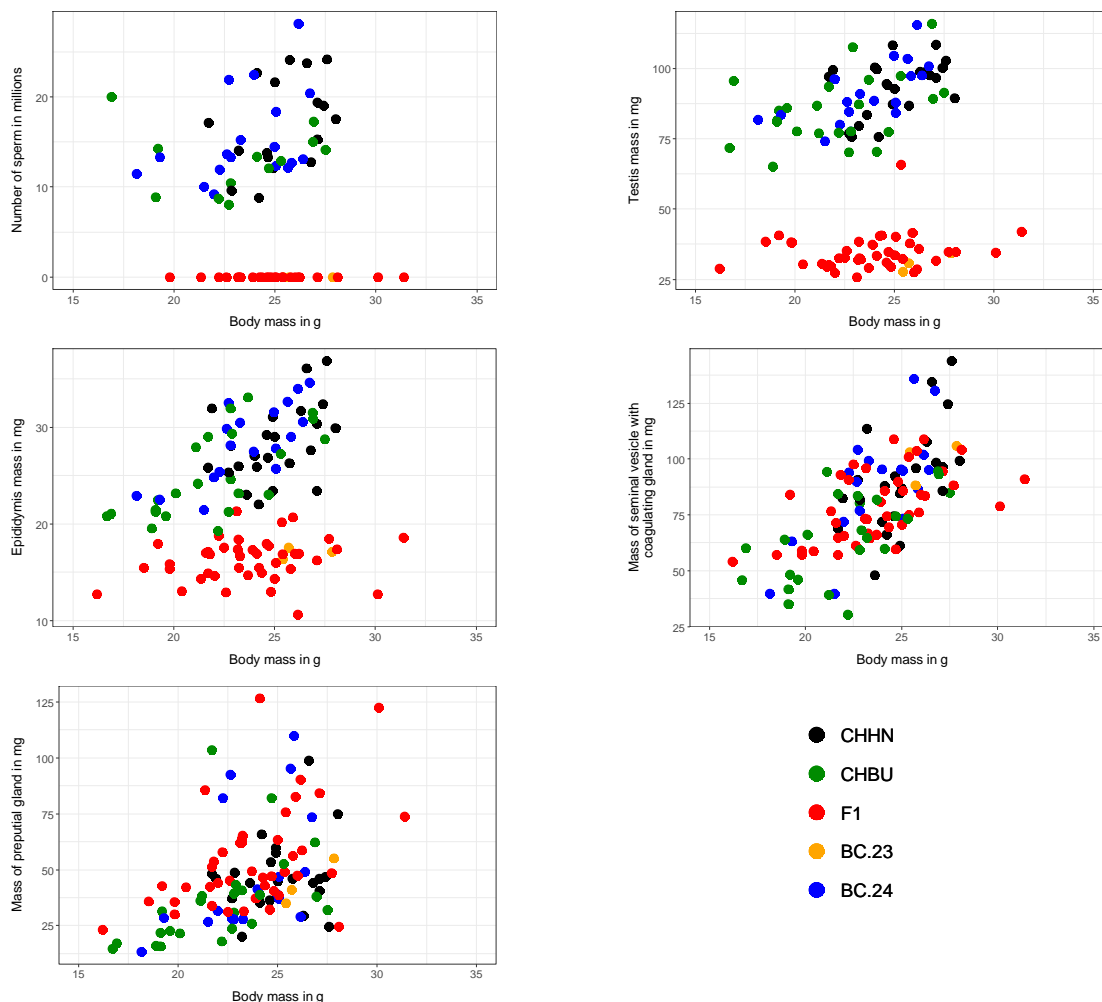 Number of sperm in millions
20
10
0
15
20
25
30
35
Body mass in g
Testis mass in mg
100
75
50
25
15
20
25
30
35
Body mass in g
Epididymis mass in mg
30
20
10
15
20
25
30
35
Body mass in g
Mass of seminal vesicle with
coagulating gland in mg
125
100
75
50
25
15
20
25
30
35
Body mass in g
Mass of preputial gland in mg
125
100
75
50
25
15
20
25
30
35
Body mass in g
CHHN
CHBU
F1
BC.23
BC.24